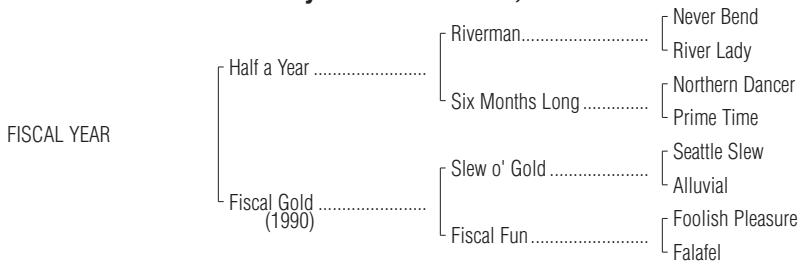 Never Bend
Riverman
River Lady
Half a Year
Northern Dancer
Six Months Long
Prime Time
FISCAL YEAR
Seattle Slew
Slew o' Gold
Alluvial
Fiscal Gold
(1990)
Foolish Pleasure
Fiscal Fun
Falafel